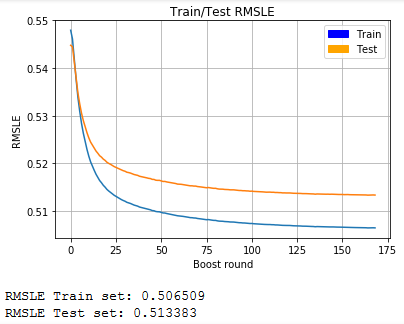 Train/Test RMSLE
0.55
0.54
0.53
0.52
0.51
RMSLE
Train
Test
0 25 50 75 100 125 150 175
Boost round
RMSLE Train set: 0.506509
RMSLE Test set: 0.513383